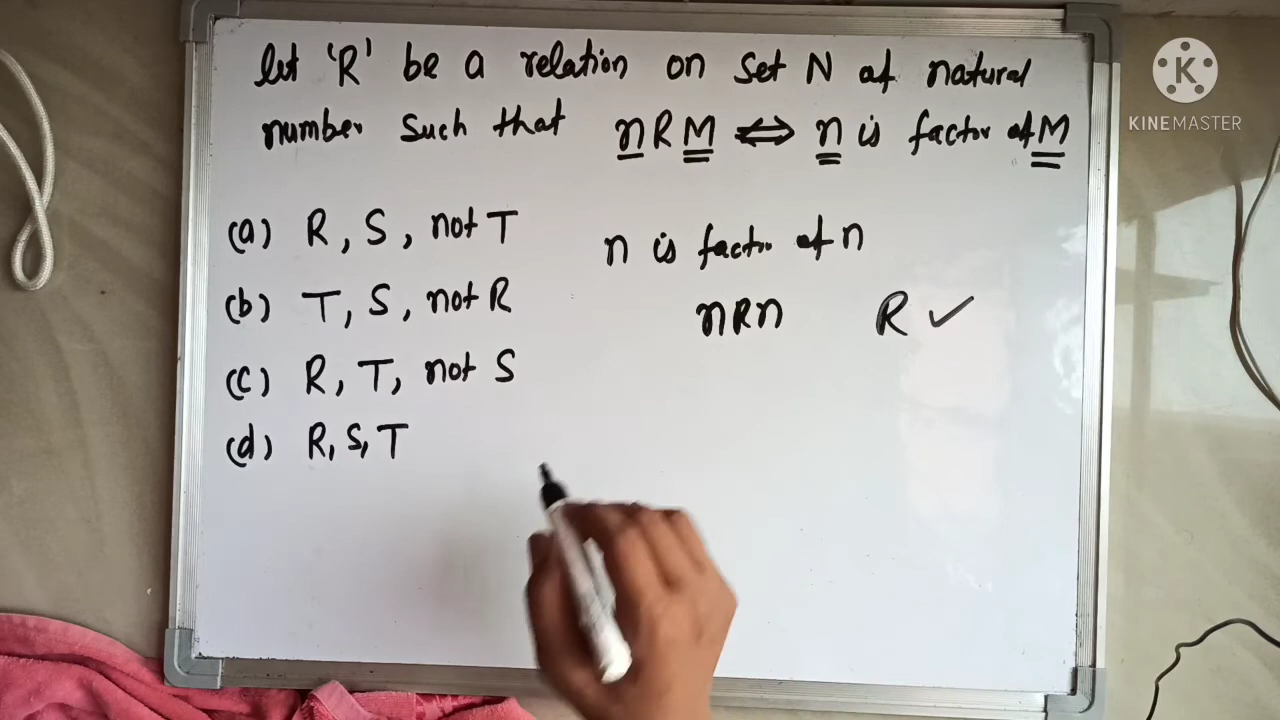 let 'R' be a relation on set N of natural
number such that nRM ⟺ n is factor of M
(a) R, S, not T
(b) T, S, not R
(c) R, T, not S
(d) R, S, T
n is factor of n
nRn R ✓
K
KINEMASTER